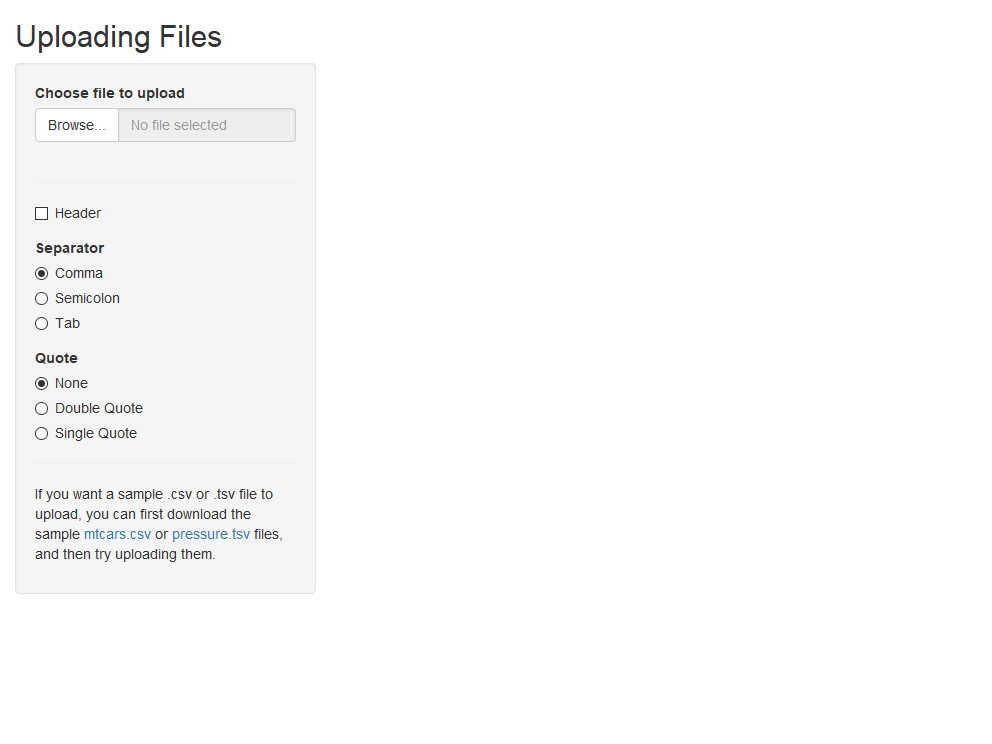 Uploading Files
Choose file to upload
Browse... No file selected
Header
Separator
Comma
Semicolon
Tab
Quote
None
Double Quote
Single Quote
If you want a sample .csv or .tsv file to
upload, you can first download the
sample mtcars.csv or pressure.tsv files,
and then try uploading them.